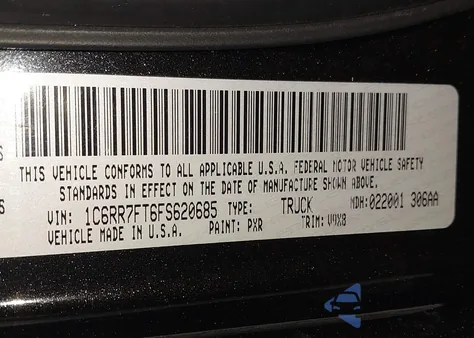 THIS VEHICLE CONFORMS TO ALL APPLICABLE U.S.A. FEDERAL MOTOR VEHICLE SAFETY
STANDARDS IN EFFECT ON THE DATE OF MANUFACTURE SHOWN ABOVE.
VIN: 1C6RR7FT6FS620685 TYPE: TRUCK MDH:022001 306AA
VEHICLE MADE IN U.S.A. PAINT: PXR TRIM: V9X8